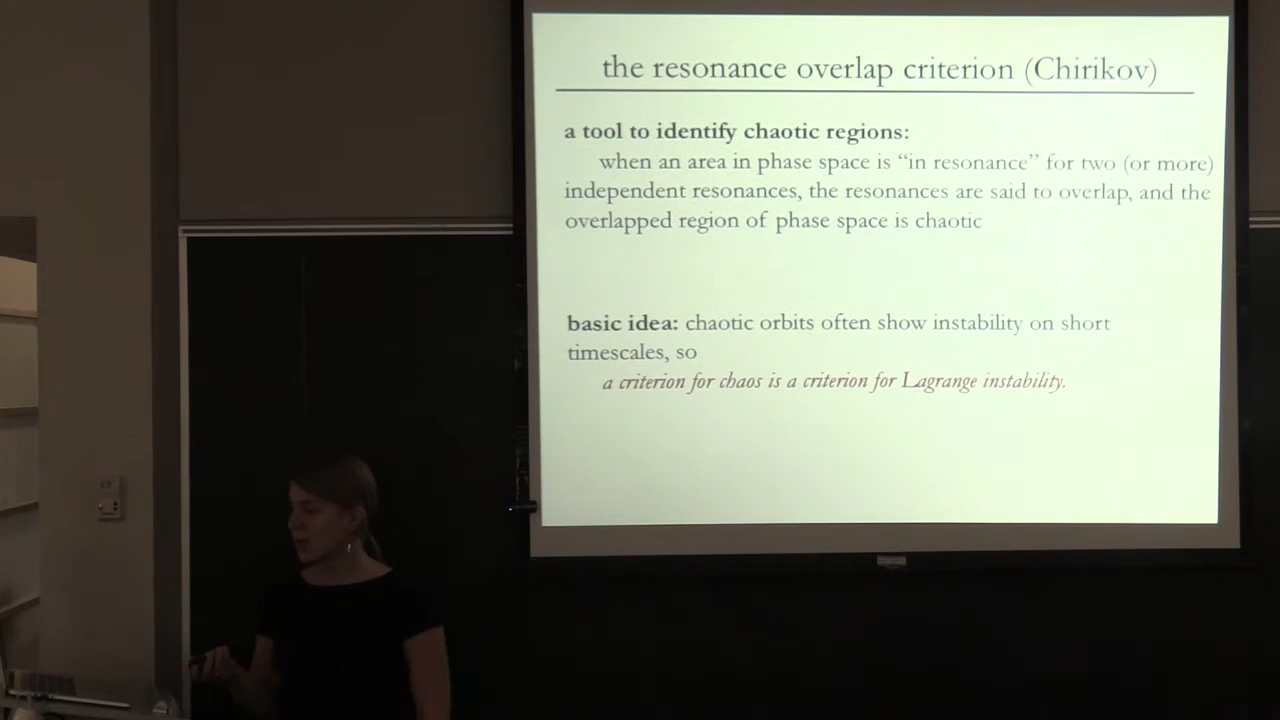 the resonance overlap criterion (Chirikov)
a tool to identify chaotic regions:
when an area in phase space is “in resonance” for two (or more)
independent resonances, the resonances are said to overlap, and the
overlapped region of phase space is chaotic
basic idea: chaotic orbits often show instability on short
timescales, so
a criterion for chaos is a criterion for Lagrange instability.